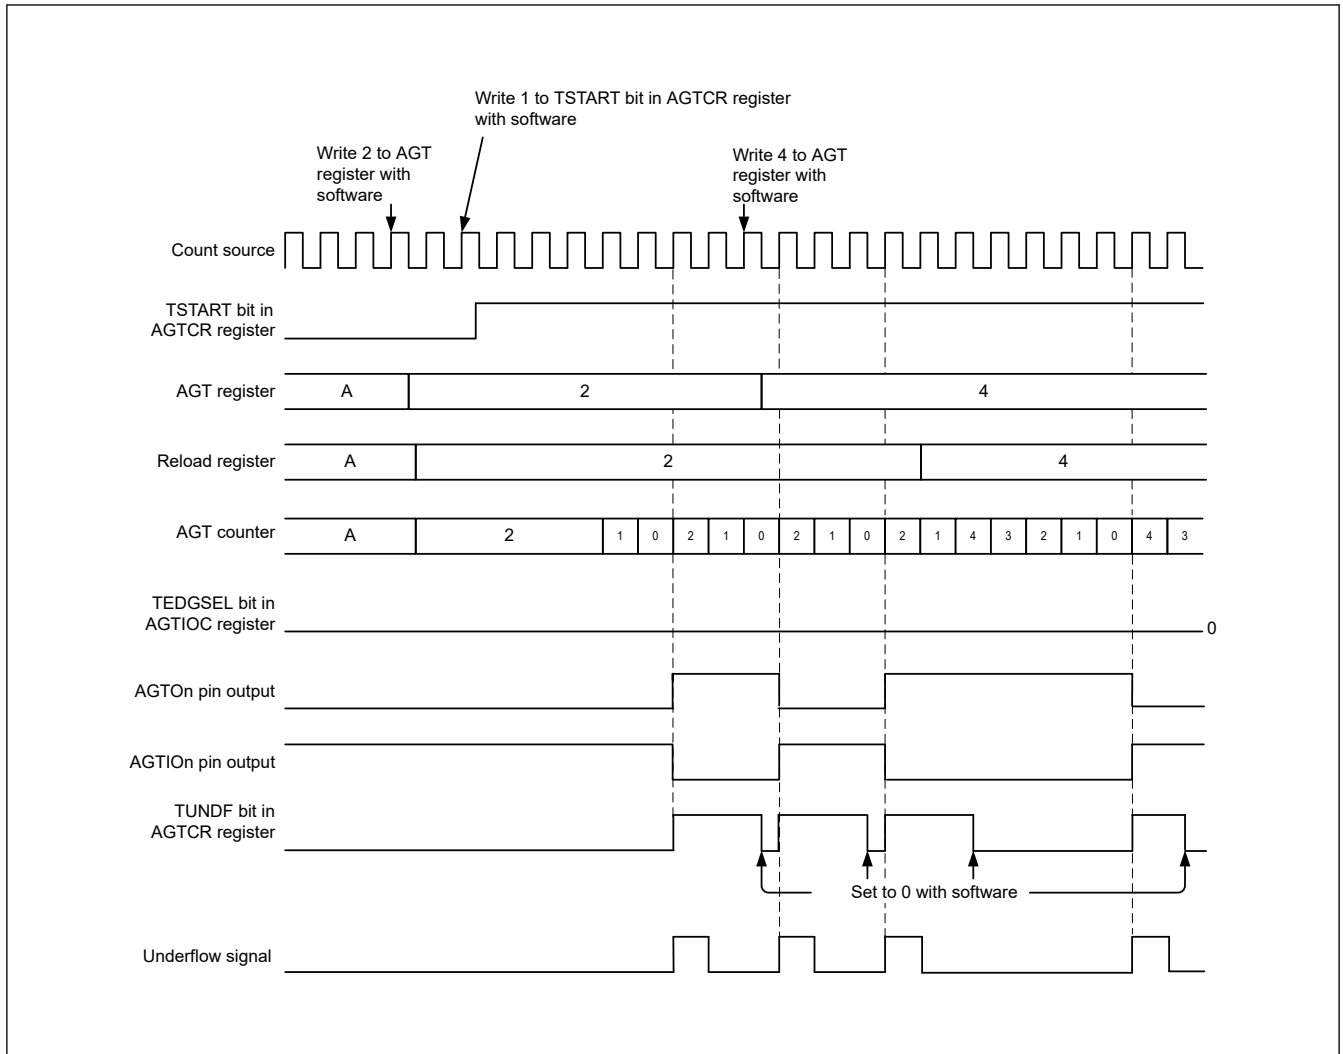 Write 1 to TSTART bit in AGTCR register
with software
Write 2 to AGT
register with
software
Write 4 to AGT
register with
software
Count source
TSTART bit in
AGTCR register
AGT register
A
2
4
Reload register
A
2
4
AGT counter
A
2
1
0
2
1
0
2
1
0
2
1
4
3
2
1
0
4
3
TEDGSEL bit in
AGTIOC register
0
AGTOn pin output
AGTIOn pin output
TUNDF bit in
AGTCR register
Set to 0 with software
Underflow signal